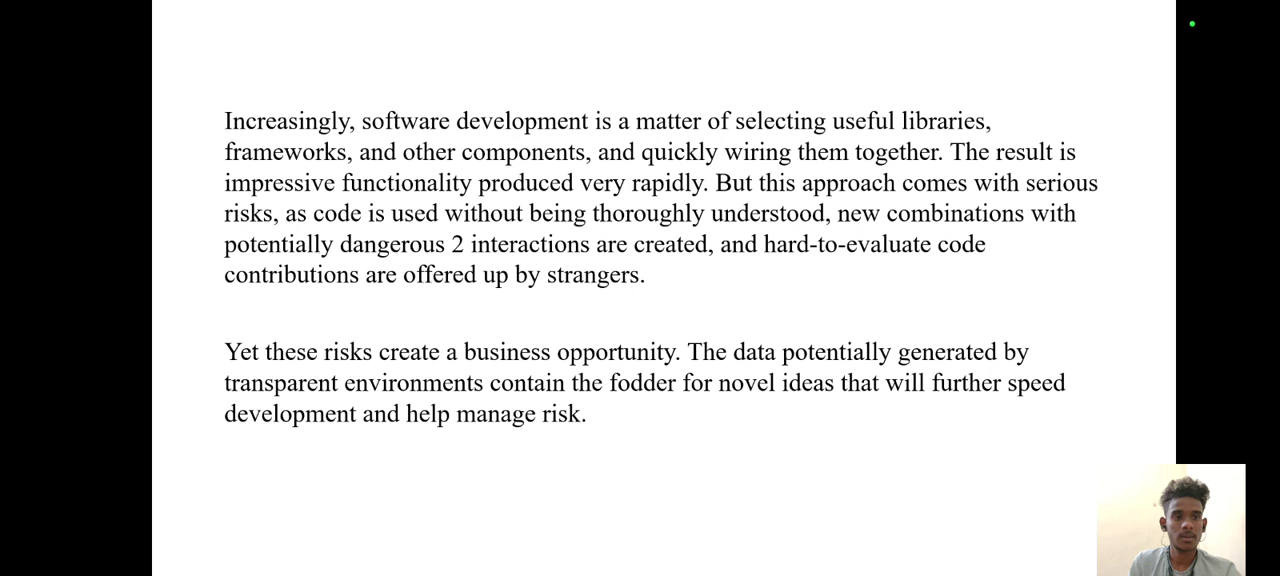 Increasingly, software development is a matter of selecting useful libraries,
frameworks, and other components, and quickly wiring them together. The result is
impressive functionality produced very rapidly. But this approach comes with serious
risks, as code is used without being thoroughly understood, new combinations with
potentially dangerous 2 interactions are created, and hard-to-evaluate code
contributions are offered up by strangers.
Yet these risks create a business opportunity. The data potentially generated by
transparent environments contain the fodder for novel ideas that will further speed
development and help manage risk.